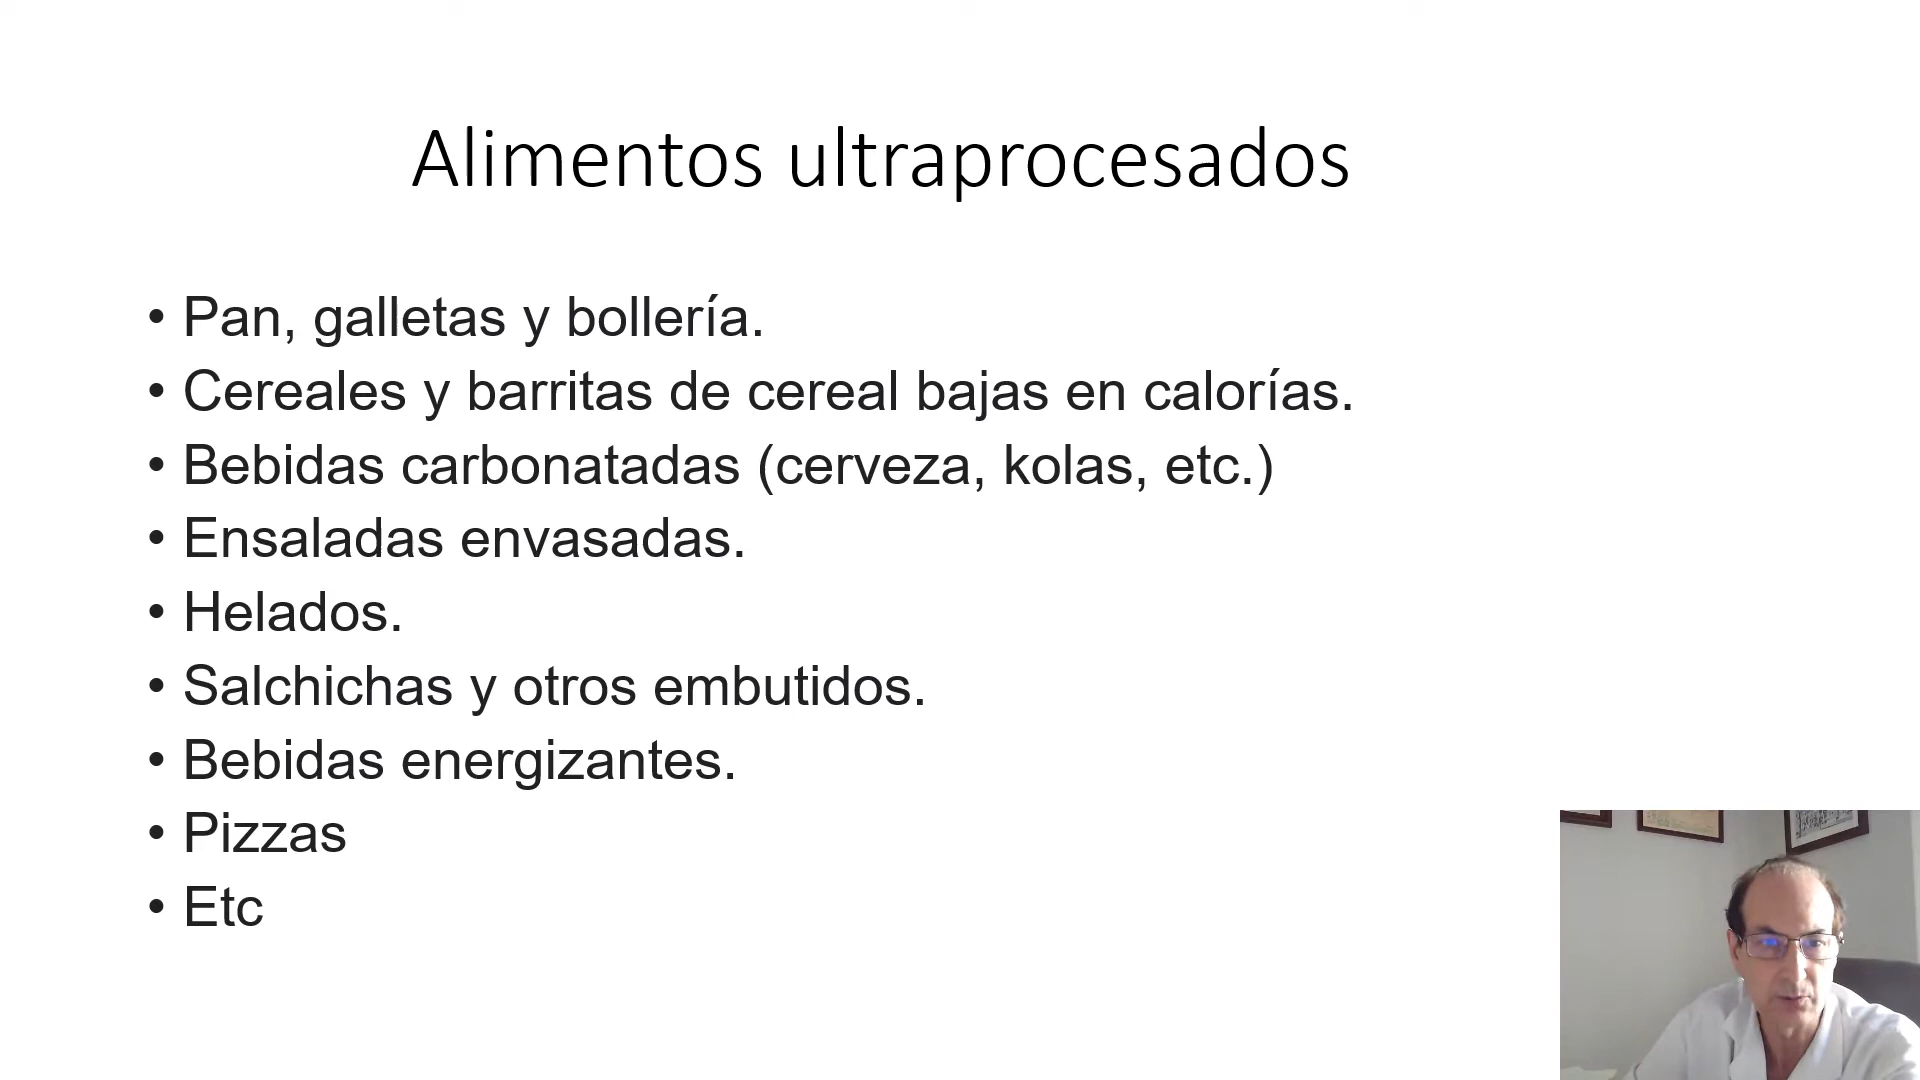 Alimentos ultraprocesados
• Pan, galletas y bollería.
• Cereales y barritas de cereal bajas en calorías.
• Bebidas carbonatadas (cerveza, kolas, etc.)
• Ensaladas envasadas.
• Helados.
• Salchichas y otros embutidos.
• Bebidas energizantes.
• Pizzas
• Etc